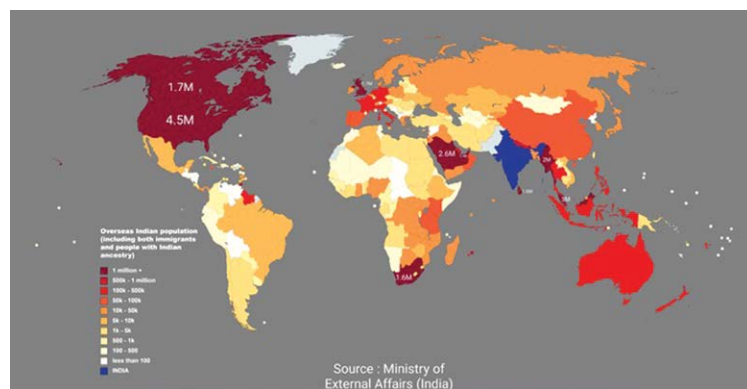 1.7M
4.5M
2.6M
2M
1.6M
Overseas Indian population
(including both immigrants
and people with Indian
ancestry)
1 million +
500k - 1 million
100k - 500k
50k - 100k
10k - 50k
5k - 10k
1k - 5k
500 - 1k
100 - 500
less than 100
INDIA
Source : Ministry of
External Affairs (India)